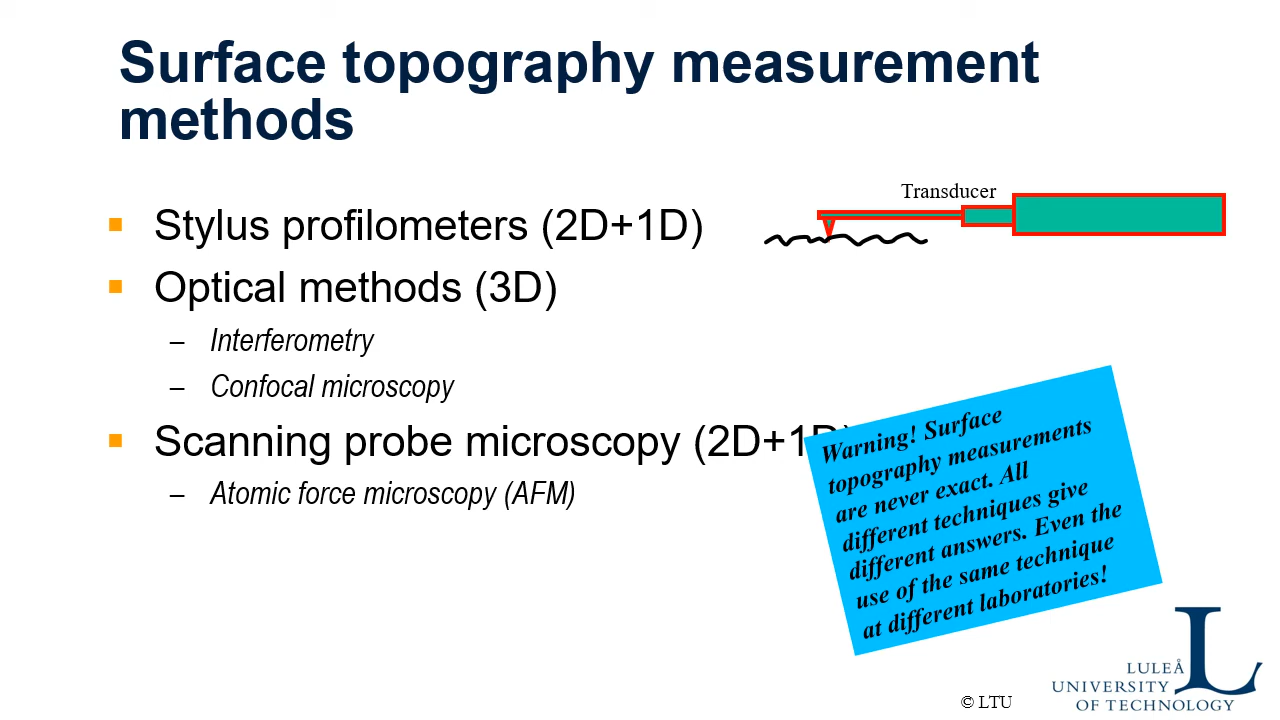 Surface topography measurement
methods
Transducer
Stylus profilometers (2D+1D)
Optical methods (3D)
– Interferometry
– Confocal microscopy
Scanning probe microscopy (2D+1D)
– Atomic force microscopy (AFM)
Warning! Surface
topography measurements
are never exact. All
different techniques give
different answers. Even the
use of the same technique
at different laboratories!
© LTU
LULEÅ
UNIVERSITY
OF TECHNOLOGY
L